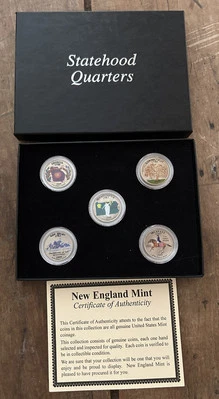 Statehood
Quarters
New England Mint
Certificate of Authenticity
This Certificate of Authenticity attests to the fact that the
coins in this collection are all genuine United States Mint
coinage.
This collection consists of genuine coins, each one hand
selected and inspected for quality. Each coin is verified to
be in collectible condition.
We are sure that your collection will be one that you will
enjoy and be proud to display. New England Mint is
pleased to have procured it for you.